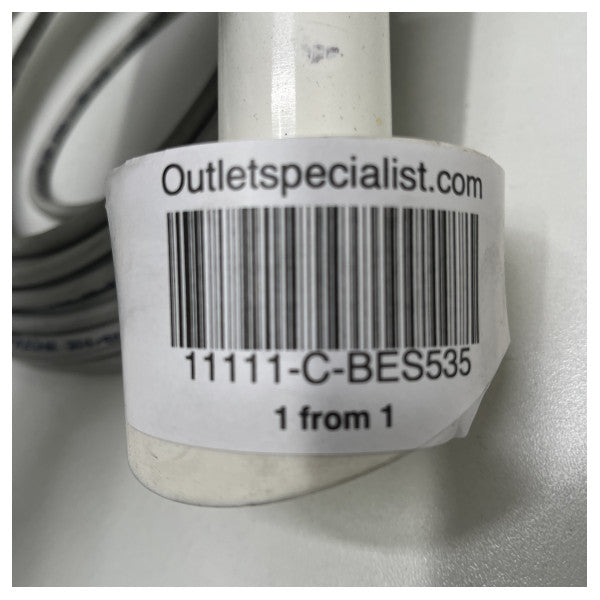 Outletspecialist.com
11111-C-BES535
1 from 1